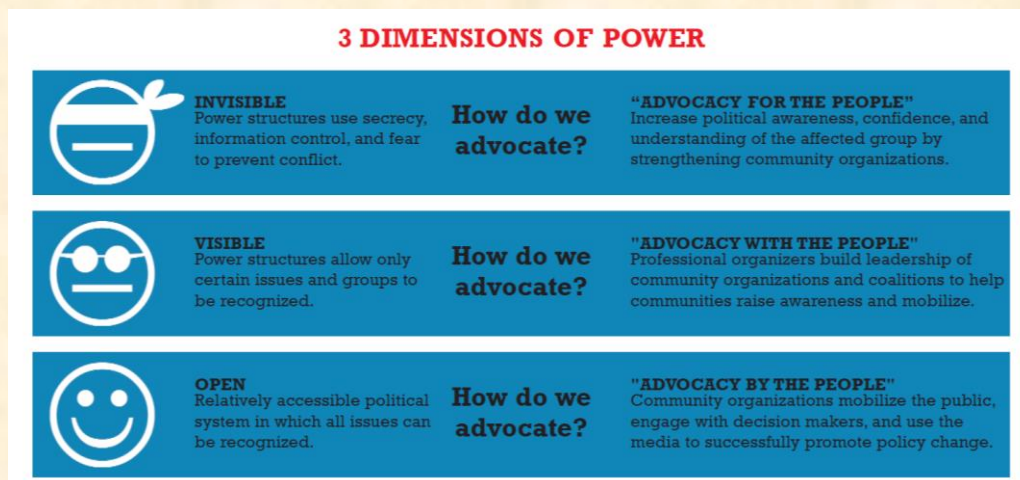 3 DIMENSIONS OF POWER
INVISIBLE
Power structures use secrecy,
information control, and fear
to prevent conflict.
How do we
advocate?
“ADVOCACY FOR THE PEOPLE”
Increase political awareness, confidence, and
understanding of the affected group by
strengthening community organizations.
VISIBLE
Power structures allow only
certain issues and groups to
be recognized.
How do we
advocate?
"ADVOCACY WITH THE PEOPLE"
Professional organizers build leadership of
community organizations and coalitions to help
communities raise awareness and mobilize.
OPEN
Relatively accessible political
system in which all issues can
be recognized.
How do we
advocate?
"ADVOCACY BY THE PEOPLE"
Community organizations mobilize the public,
engage with decision makers, and use the
media to successfully promote policy change.